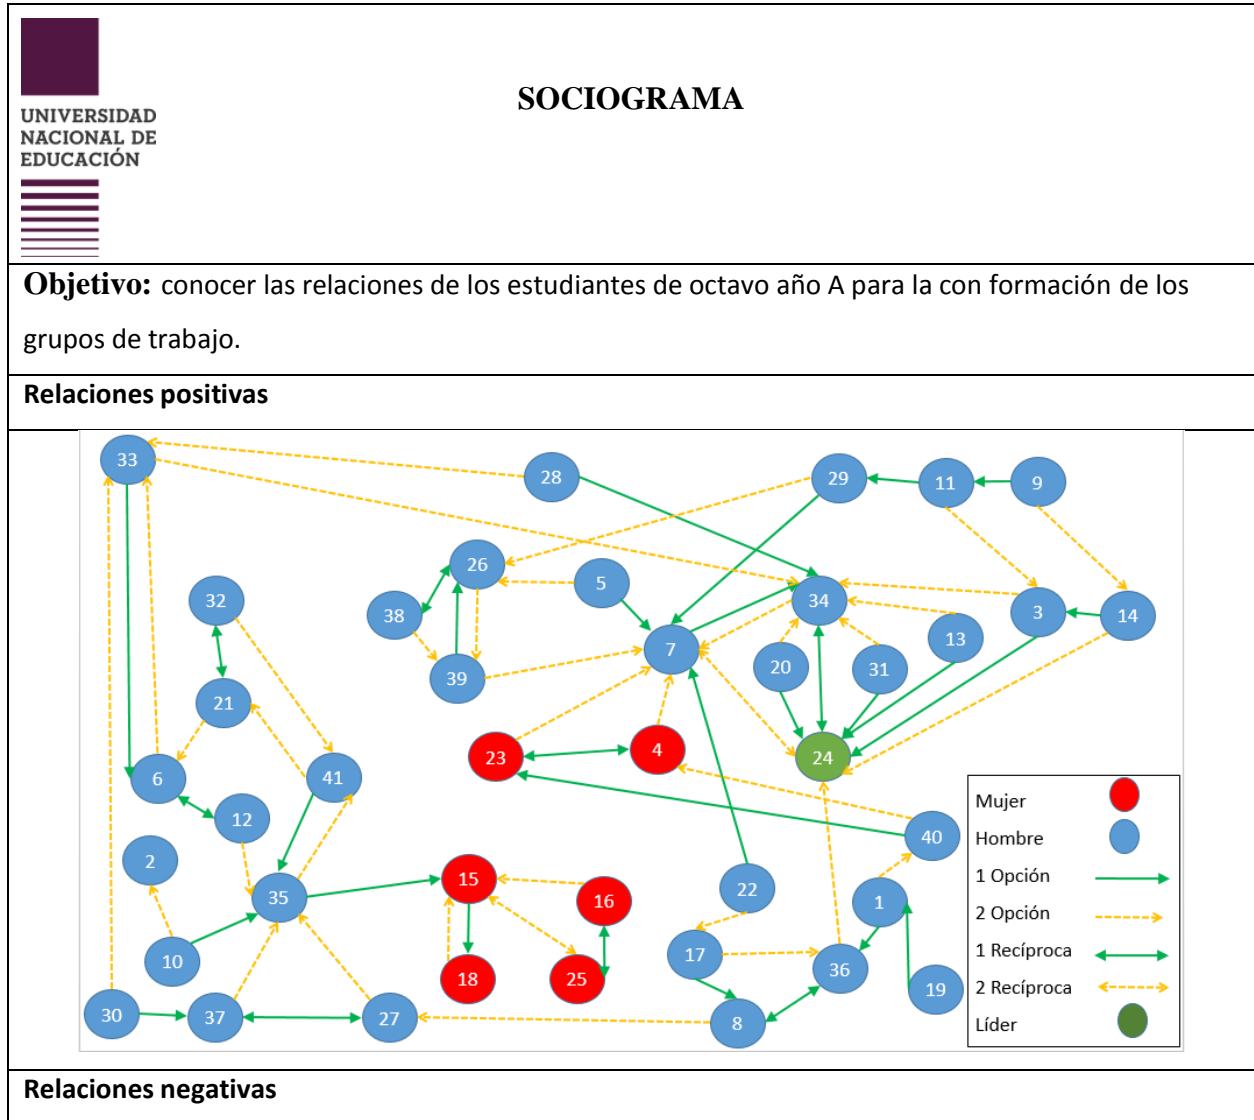 UNIVERSIDAD
NACIONAL DE
EDUCACIÓN
SOCIOGRAMA
Objetivo: conocer las relaciones de los estudiantes de octavo año A para la con formación de los
grupos de trabajo.
Relaciones positivas
33
28
29
11
9
26
5
32
38
34
3
14
13
7
20
31
39
21
23
4
24
6
41
12
40
2
15
22
35
16
1
10
17
36
18
25
19
30
37
27
8
Mujer
Hombre
1 Opción
2 Opción
1 Recíproca
2 Recíproca
Líder
Relaciones negativas